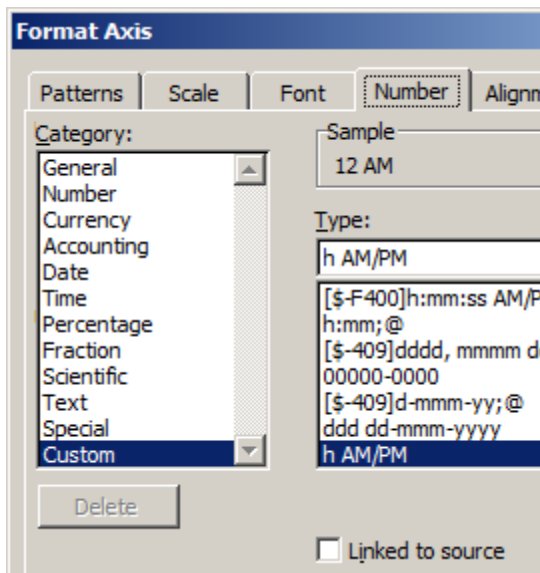 Format Axis
Patterns
Scale
Font
Number
Alignm
Category:
General
Number
Currency
Accounting
Date
Time
Percentage
Fraction
Scientific
Text
Special
Custom
Delete
Sample
12 AM
Type:
h AM/PM
[$-F400]h:mm:ss AM/P
h:mm;@
[$-409]dddd, mmmm d
00000-0000
[$-409]d-mmm-yy;@
ddd dd-mmm-yyyy
h AM/PM
Linked to source